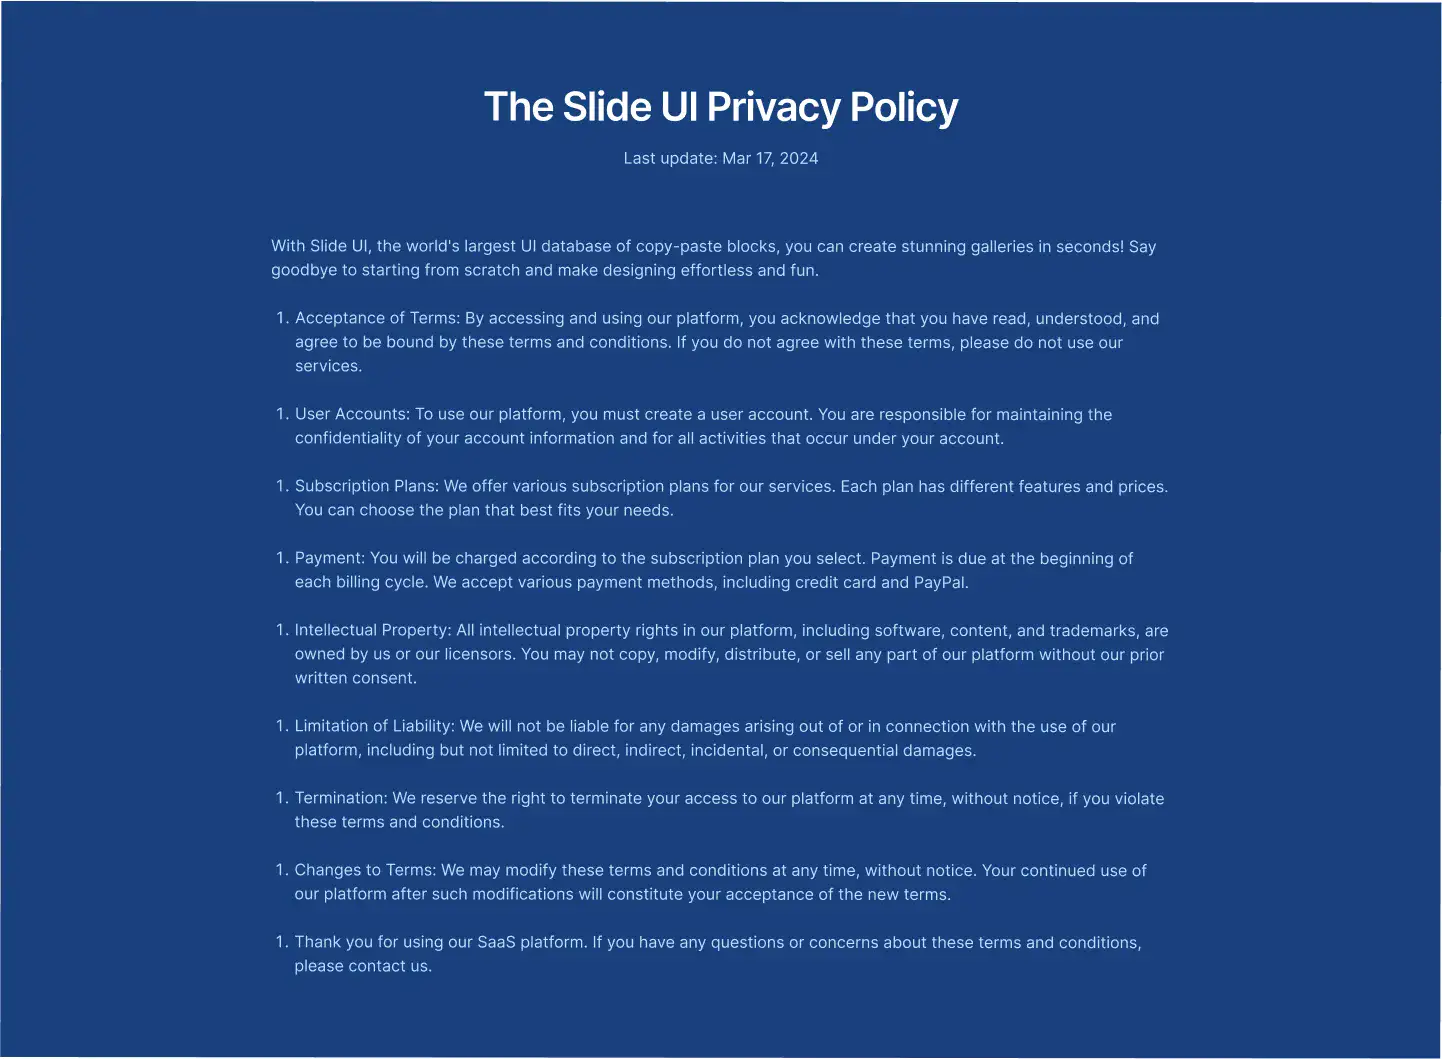 The Slide UI Privacy Policy
Last update: Mar 17, 2024
With Slide UI, the world's largest UI database of copy-paste blocks, you can create stunning galleries in seconds! Say
goodbye to starting from scratch and make designing effortless and fun.
1. Acceptance of Terms: By accessing and using our platform, you acknowledge that you have read, understood, and
agree to be bound by these terms and conditions. If you do not agree with these terms, please do not use our
services.
1. User Accounts: To use our platform, you must create a user account. You are responsible for maintaining the
confidentiality of your account information and for all activities that occur under your account.
1. Subscription Plans: We offer various subscription plans for our services. Each plan has different features and prices.
You can choose the plan that best fits your needs.
1. Payment: You will be charged according to the subscription plan you select. Payment is due at the beginning of
each billing cycle. We accept various payment methods, including credit card and PayPal.
1. Intellectual Property: All intellectual property rights in our platform, including software, content, and trademarks, are
owned by us or our licensors. You may not copy, modify, distribute, or sell any part of our platform without our prior
written consent.
1. Limitation of Liability: We will not be liable for any damages arising out of or in connection with the use of our
platform, including but not limited to direct, indirect, incidental, or consequential damages.
1. Termination: We reserve the right to terminate your access to our platform at any time, without notice, if you violate
these terms and conditions.
1. Changes to Terms: We may modify these terms and conditions at any time, without notice. Your continued use of
our platform after such modifications will constitute your acceptance of the new terms.
1. Thank you for using our SaaS platform. If you have any questions or concerns about these terms and conditions,
please contact us.